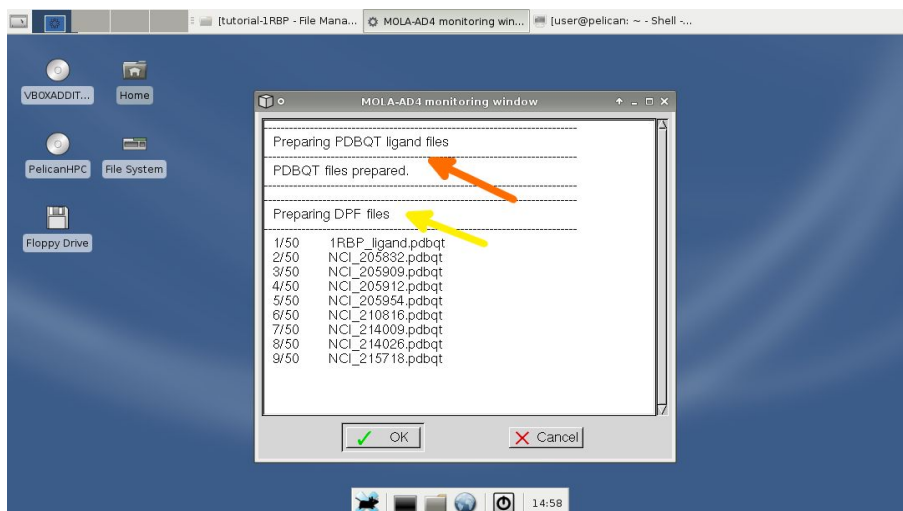 [tutorial-1RBP - File Mana... MOLA-AD4 monitoring win... [user@pelican: ~ - Shell -...
VBOXADDIT... Home
PelicanHPC File System
Floppy Drive
MOLA-AD4 monitoring window
Preparing PDBQT ligand files
PDBQT files prepared.
Preparing DPF files
1/50 1RBP_ligand.pdbqt
2/50 NCI_205832.pdbqt
3/50 NCI_205909.pdbqt
4/50 NCI_205912.pdbqt
5/50 NCI_205954.pdbqt
6/50 NCI_210816.pdbqt
7/50 NCI_214009.pdbqt
8/50 NCI_214026.pdbqt
9/50 NCI_215718.pdbqt
OK Cancel
14:58